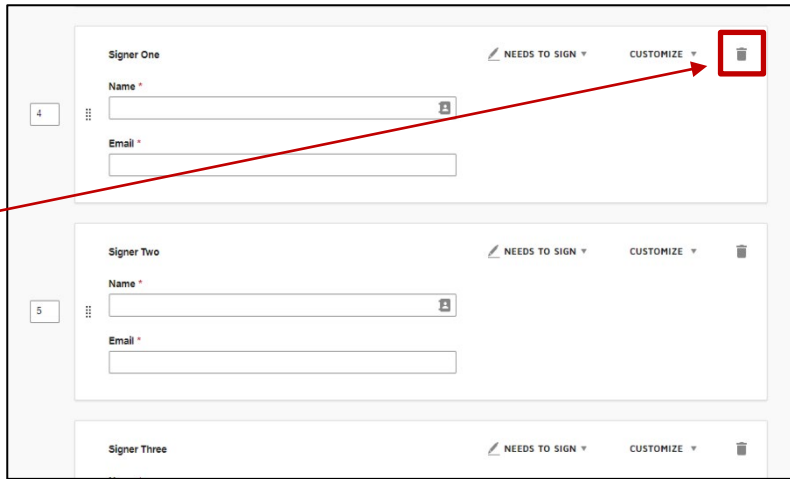 Signer One NEEDS TO SIGN CUSTOMIZE
Name *
4
Email *
Signer Two NEEDS TO SIGN CUSTOMIZE
Name *
5
Email *
Signer Three NEEDS TO SIGN CUSTOMIZE